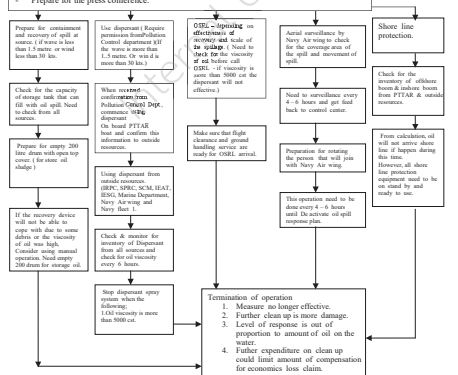 - Prepare for the press conference.
Prepare for containment
and recovery of spill at
source. ( if wave is less
than 1.5 metre or wind
less than 30 kts.
Check for the capacity
of storage tank that can
fill with oil spill. Need
to check from all
sources.
Prepare for empty 200
litre drum with open top
cover. ( for store oil
sludge )
If the recovery device
will not be able to
cope with due to some
debris or the viscosity
of oil was high,
Consider using manual
operation. Need empty
200 drum for storage oil.
Use dispersant ( Require
permission from Pollution
Control department ) if
the wave is more than
1..5 metre. Or wind is
more than 30 kts.)
When received
confirmation from
Pollution Control Dept,
commence using
dispersant
On board PTTAR
boat and confirm this
information to outside
resources.
Using dispersant from
outside resources.
(IRPC, SPRC, SCM, IEAT,
IESG, Marine Department,
Navy Air wing and
Navy fleet 1.
Check & monitor for
inventory of Dispersant
from all sources and
check for oil viscosity
every 6 hours.
Stop dispersant spray
system when the
following;
1.Oil viscosity is more
than 5000 cst.
OSRL – depending on
effectiveness of
recovery and scale of
the spillage. ( Need to
check for the viscosity
of oil before call
OSRL - if viscosity is
more than 5000 cst the
dispersant will not
effective.)
Make sure that flight
clearance and ground
handling service are
ready for OSRL arrival.
Aerial surveillance by
Navy Air wing to check
for the coverage area of
the spill and movement of
spill.
Need to surveillance every
4 – 6 hours and get feed
back to control center.
Preparation for rotating
the person that will join
with Navy Air wing.
This operation need to be
done every 4 – 6 hours
until De activate oil spill
response plan.
Shore line
protection.
Check for the
inventory of offshore
boom & inshore boom
from PTTAR & outside
resources.
From calculation, oil
will not arrive shore
line if happen during
this time.
However, all shore
line protection
equipment need to be
on stand by and
ready to use.
Termination of operation
1. Measure no longer effective.
2. Further clean up is more damage.
3. Level of response is out of
proportion to amount of oil on the
water.
4. Futher expenditure on clean up
could limit amount of compensation
for economics loss claim.